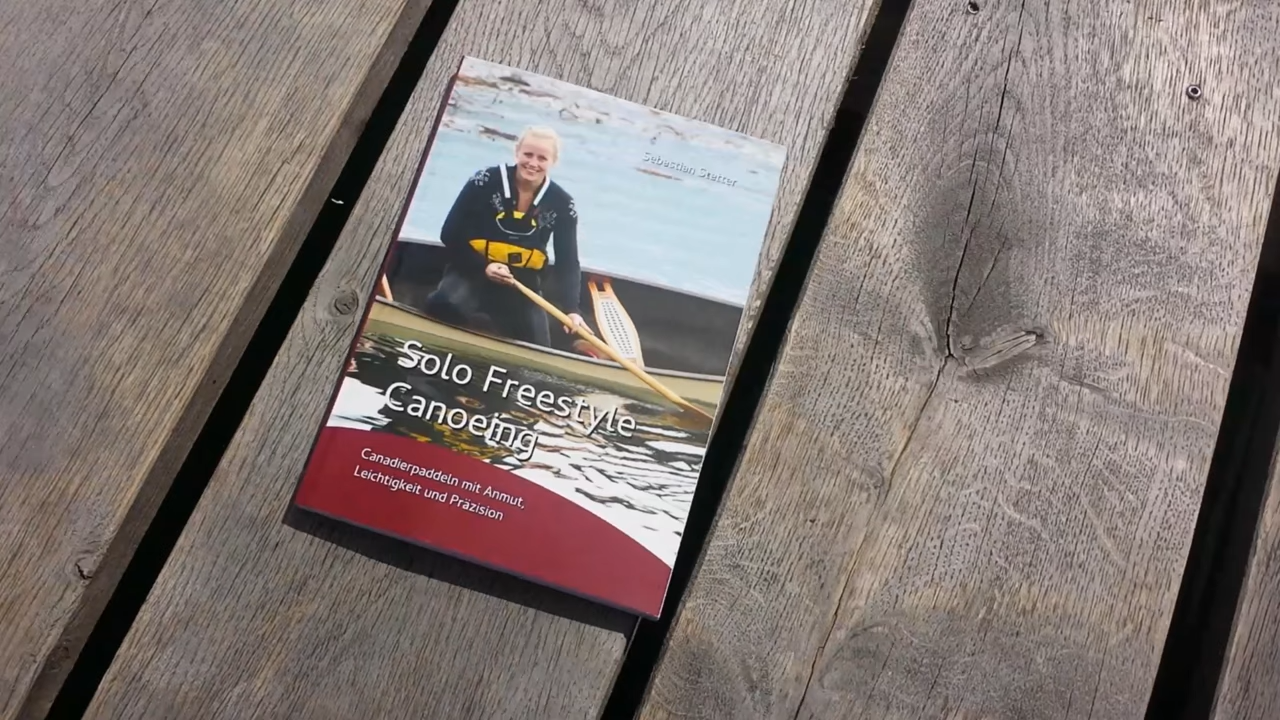 Sebastian Stetter
Solo Freestyle
Canoeing
Canadierpaddeln mit Anmut,
Leichtigkeit und Präzision